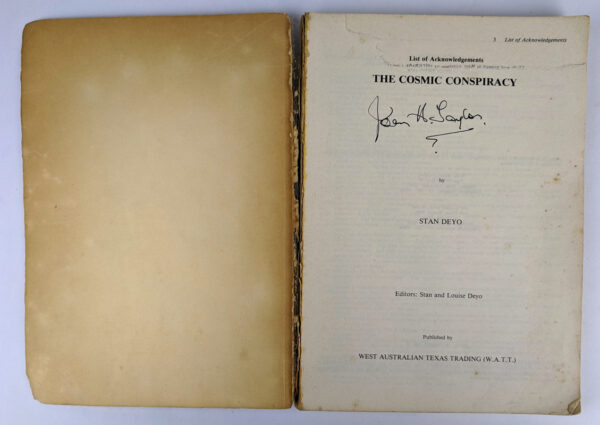 3 List of Acknowledgements
List of Acknowledgements
THE COSMIC CONSPIRACY
H. Taylor.
by
STAN DEYO
Editors: Stan and Louise Deyo
Published by
WEST AUSTRALIAN TEXAS TRADING (W.A.T.T.)